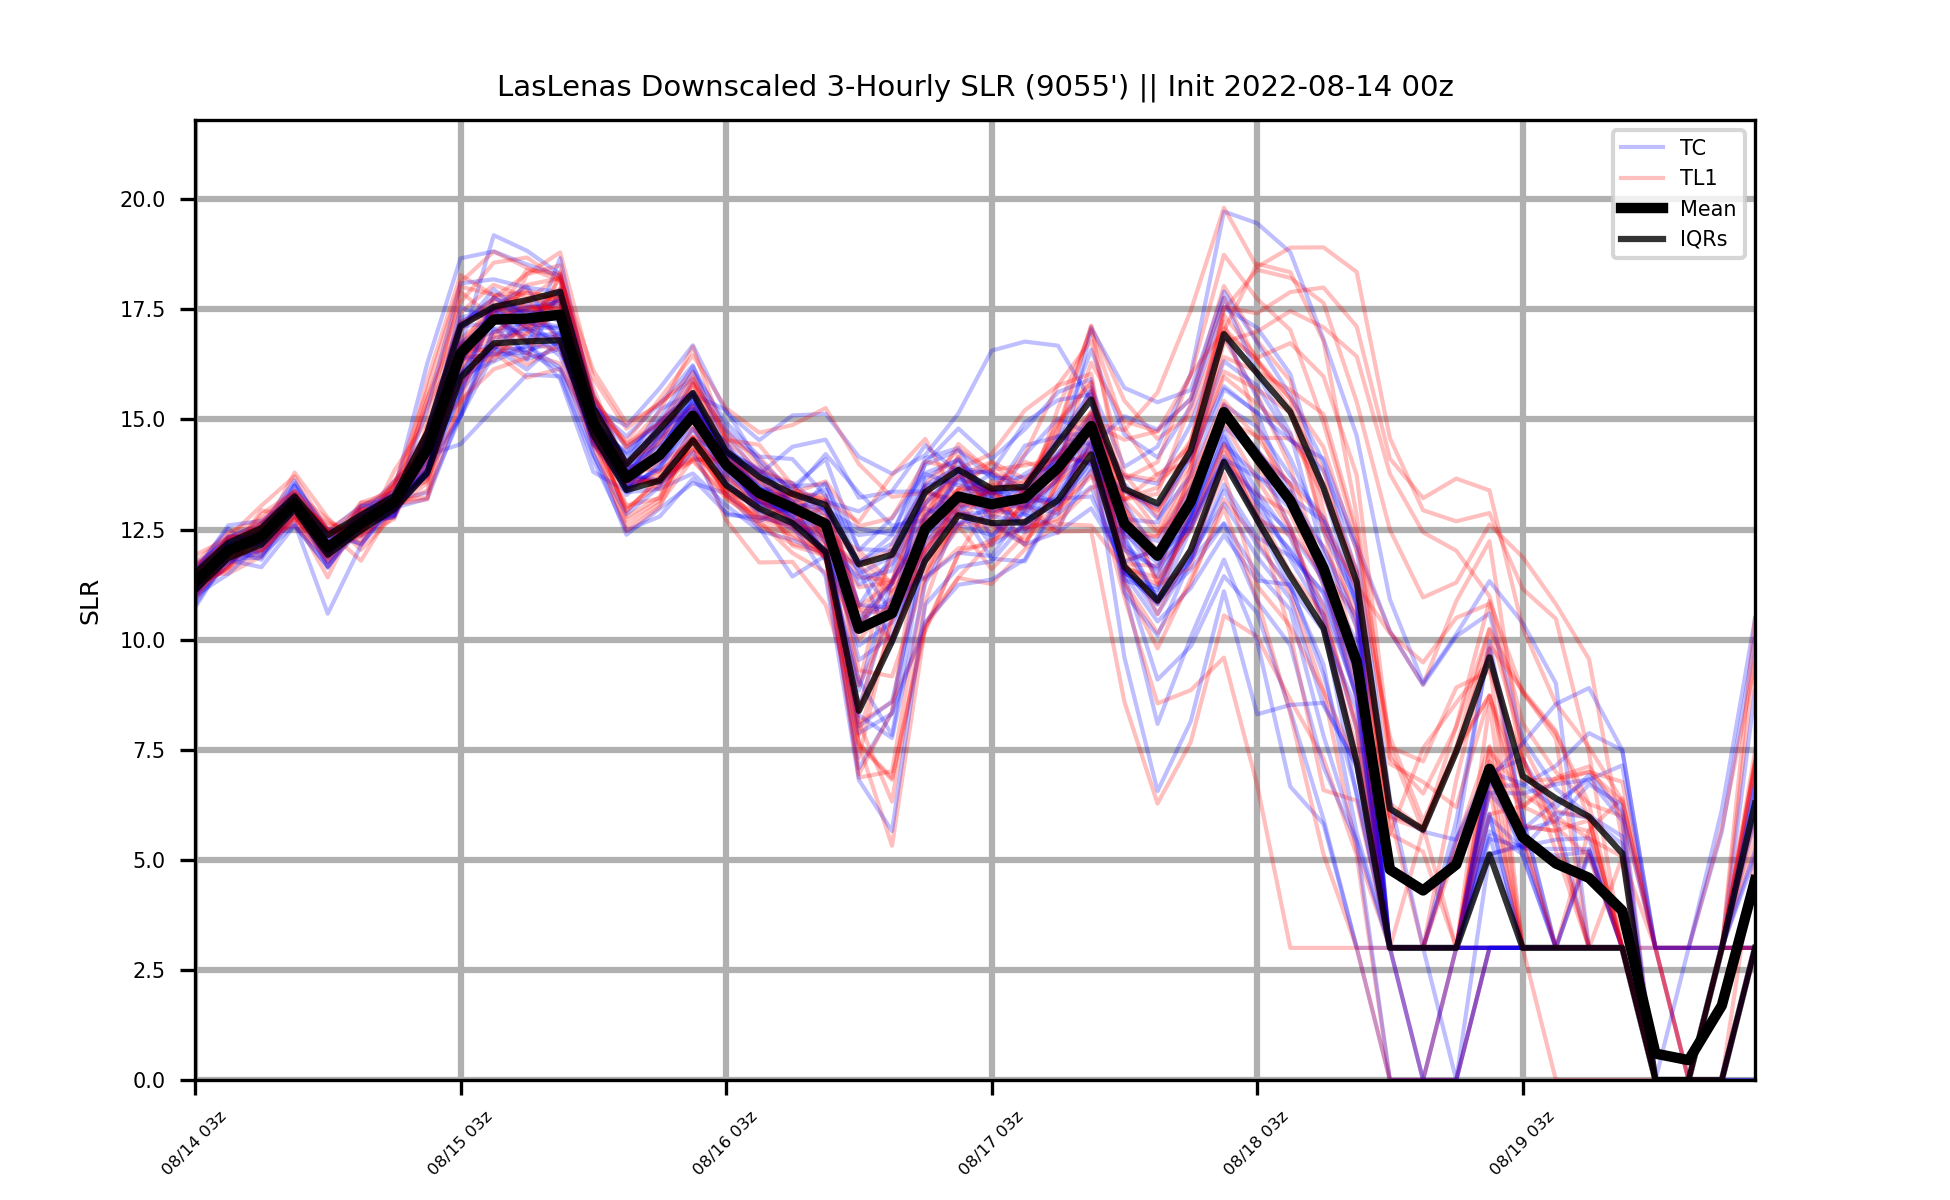 LasLenas Downscaled 3-Hourly SLR (9055') || Init 2022-08-14 00z
TC
TL1
Mean
IQRs
SLR
20.0
17.5
15.0
12.5
10.0
7.5
5.0
2.5
0.0
08/14 03z
08/15 03z
08/16 03z
08/17 03z
08/18 03z
08/19 03z